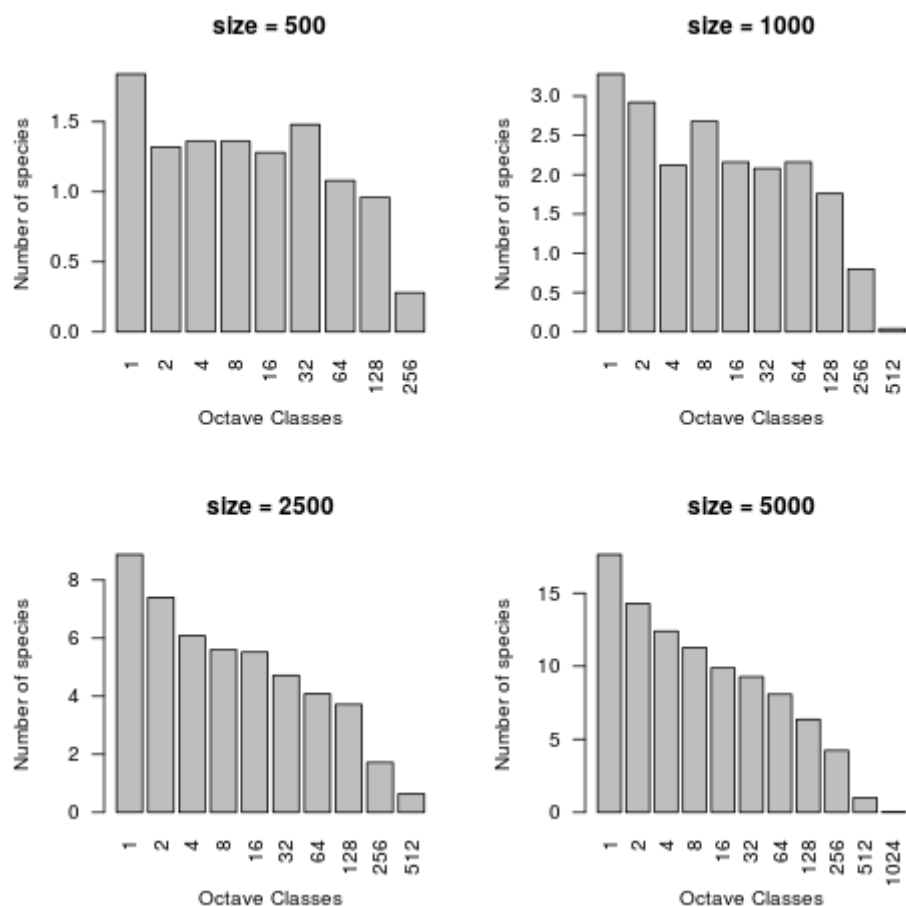 size = 500
Number of species
1.5
1.0
0.5
0.0
1 2 4 8 16 32 64 128 256
Octave Classes
size = 1000
Number of species
3.0
2.5
2.0
1.5
1.0
0.5
0.0
1 2 4 8 16 32 64 128 256 512
Octave Classes
size = 2500
Number of species
8
6
4
2
0
1 2 4 8 16 32 64 128 256 512
Octave Classes
size = 5000
Number of species
15
10
5
0
1 2 4 8 16 32 64 128 256 512 1024
Octave Classes